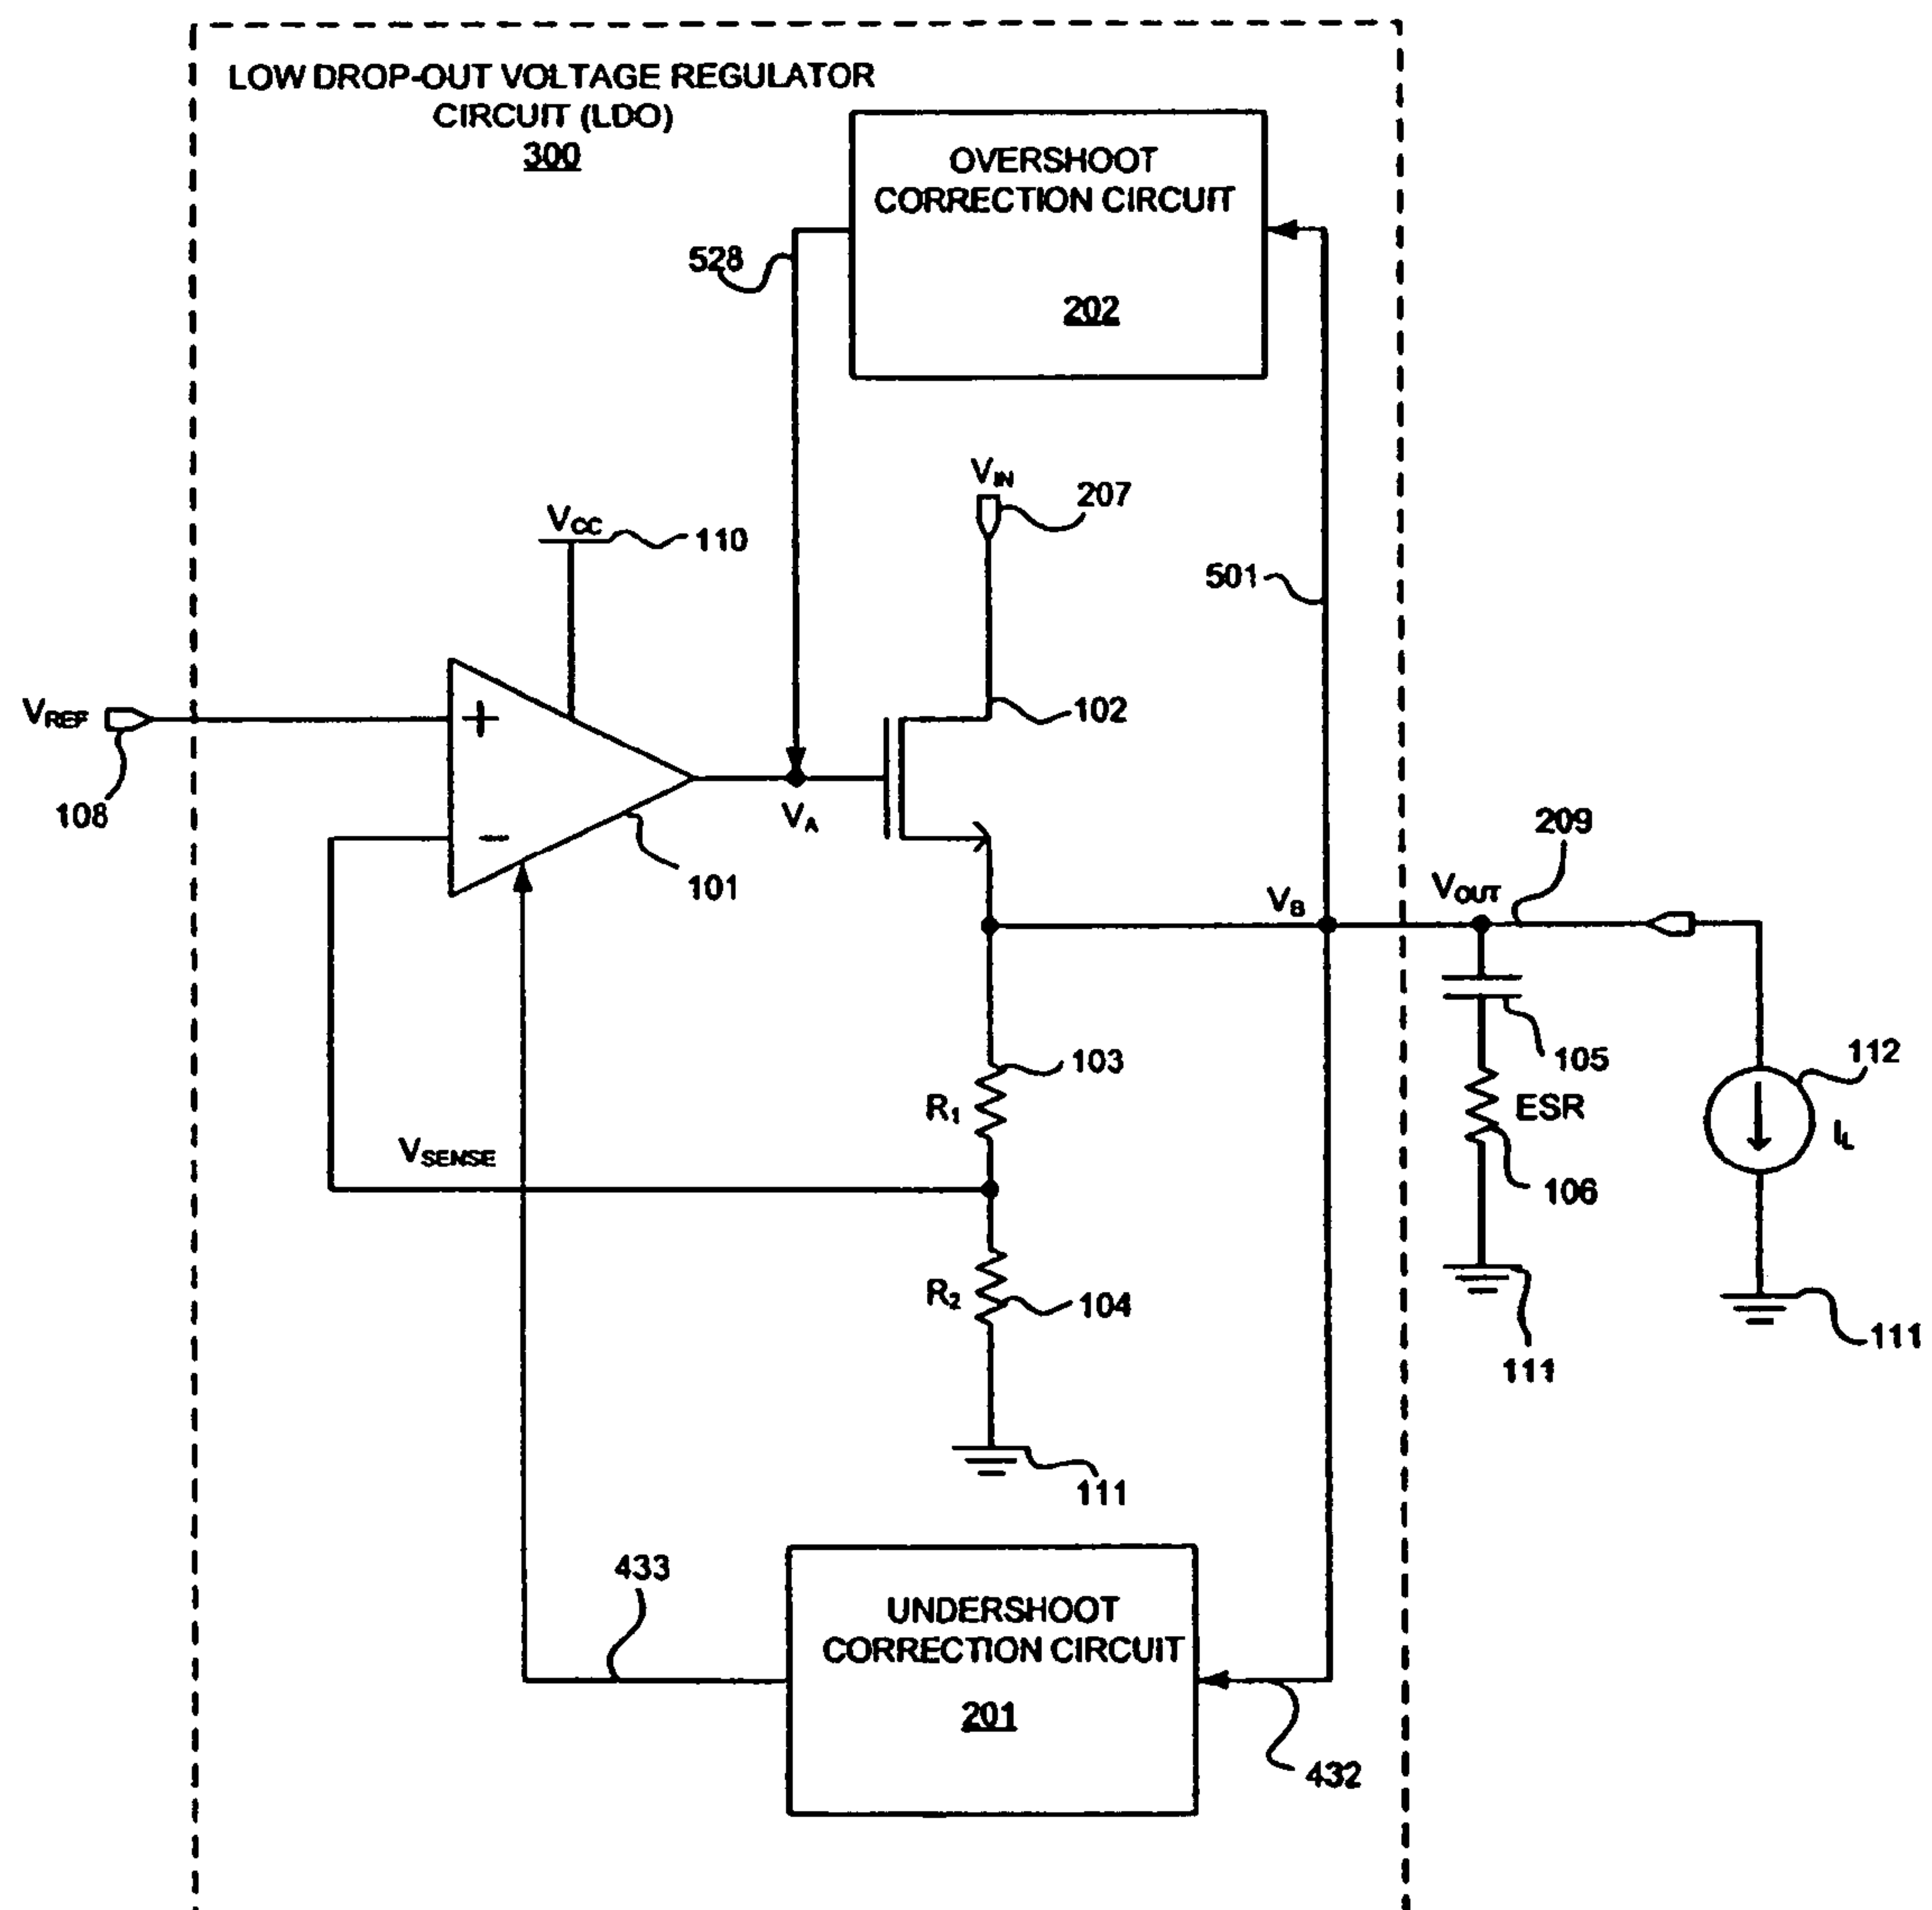 LOW DROP-OUT VOLTAGE REGULATOR
CIRCUIT (LDO)
300
OVERSHOOT
CORRECTION CIRCUIT
202
528
VIN
207
VCC
110
501
VREF
108
+
-
101
VA
102
VB
VOUT
209
103
R1
105
ESR
106
112
IL
VSENSE
R2
104
111
111
111
433
UNDERSHOOT
CORRECTION CIRCUIT
201
432